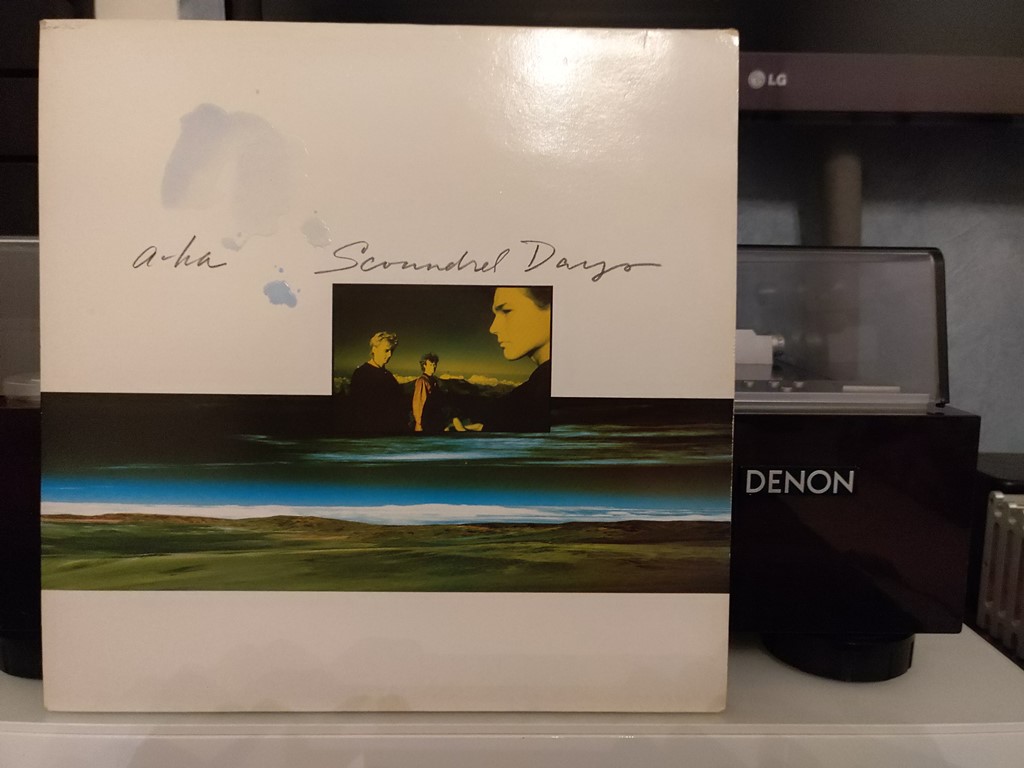 LG
a-ha Scoundrel Days
DENON